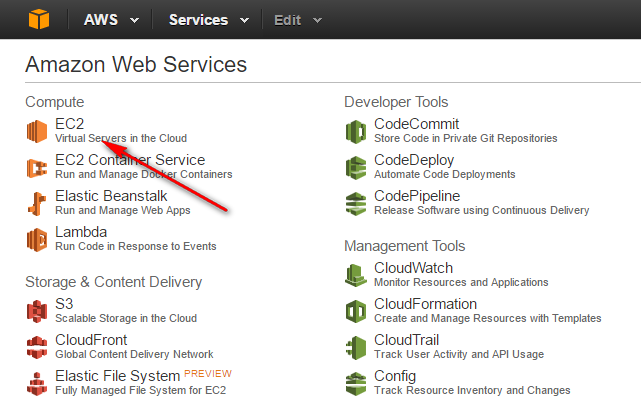 AWS Services Edit
Amazon Web Services
Compute
EC2
Virtual Servers in the Cloud
EC2 Container Service
Run and Manage Docker Containers
Elastic Beanstalk
Run and Manage Web Apps
Lambda
Run Code in Response to Events
Storage & Content Delivery
S3
Scalable Storage in the Cloud
CloudFront
Global Content Delivery Network
Elastic File System PREVIEW
Fully Managed File System for EC2
Developer Tools
CodeCommit
Store Code in Private Git Repositories
CodeDeploy
Automate Code Deployments
CodePipeline
Release Software using Continuous Delivery
Management Tools
CloudWatch
Monitor Resources and Applications
CloudFormation
Create and Manage Resources with Templates
CloudTrail
Track User Activity and API Usage
Config
Track Resource Inventory and Changes